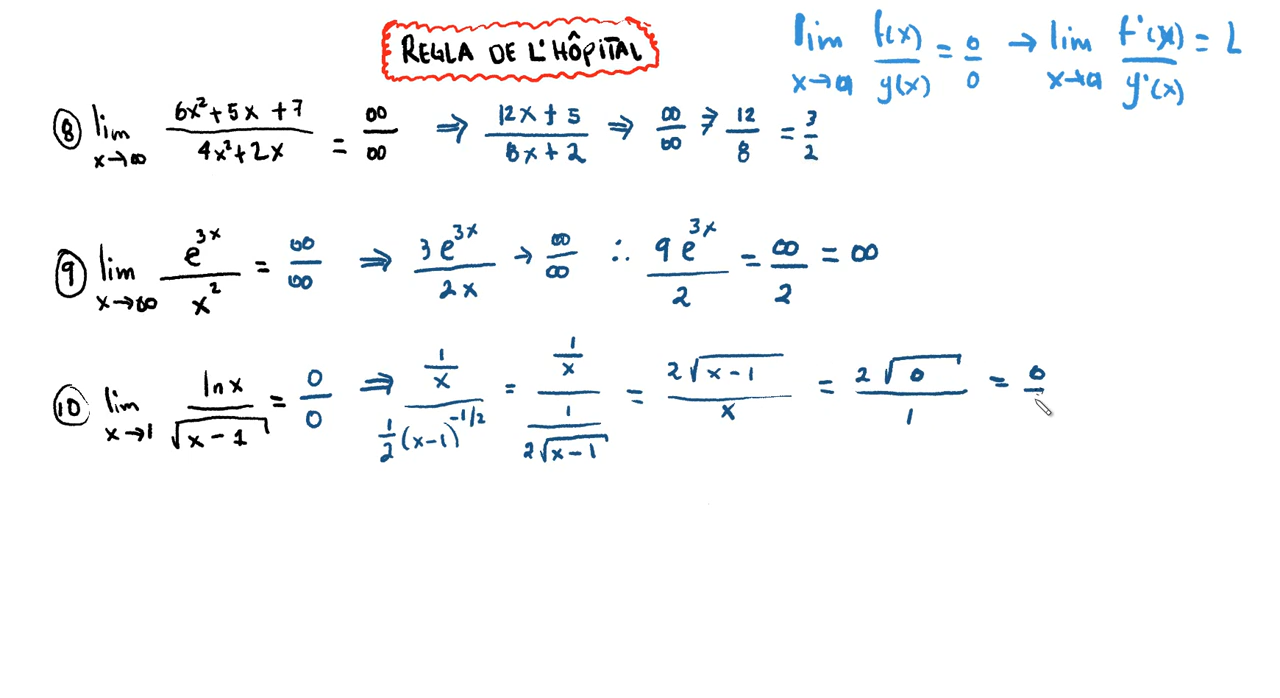 REGLA DE L'HÔPITAL
lim x→a f(x)/g(x) = 0/0 → lim x→a f'(x)/g'(x) = L
⑧ lim x→∞ (6x²+5x+7)/(4x²+2x) = ∞/∞ ⇒ (12x+5)/(8x+2) ⇒ ∞/∞ ⇒ 12/8 = 3/2
⑨ lim x→∞ e^{3x}/x² = ∞/∞ ⇒ 3e^{3x}/2x → ∞/∞ ∴ 9e^{3x}/2 = ∞/2 = ∞
⑩ lim x→1 ln x/√(x-1) = 0/0 ⇒ (1/x)/(½(x-1)^{-1/2}) = (1/x)/(1/(2√(x-1))) = 2√(x-1)/x = 2√0/1 = 0/